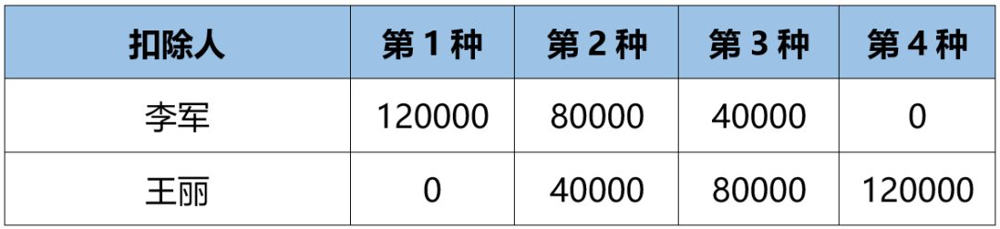 扣除人 第1种 第2种 第3种 第4种
李军 120000 80000 40000 0
王丽 0 40000 80000 120000